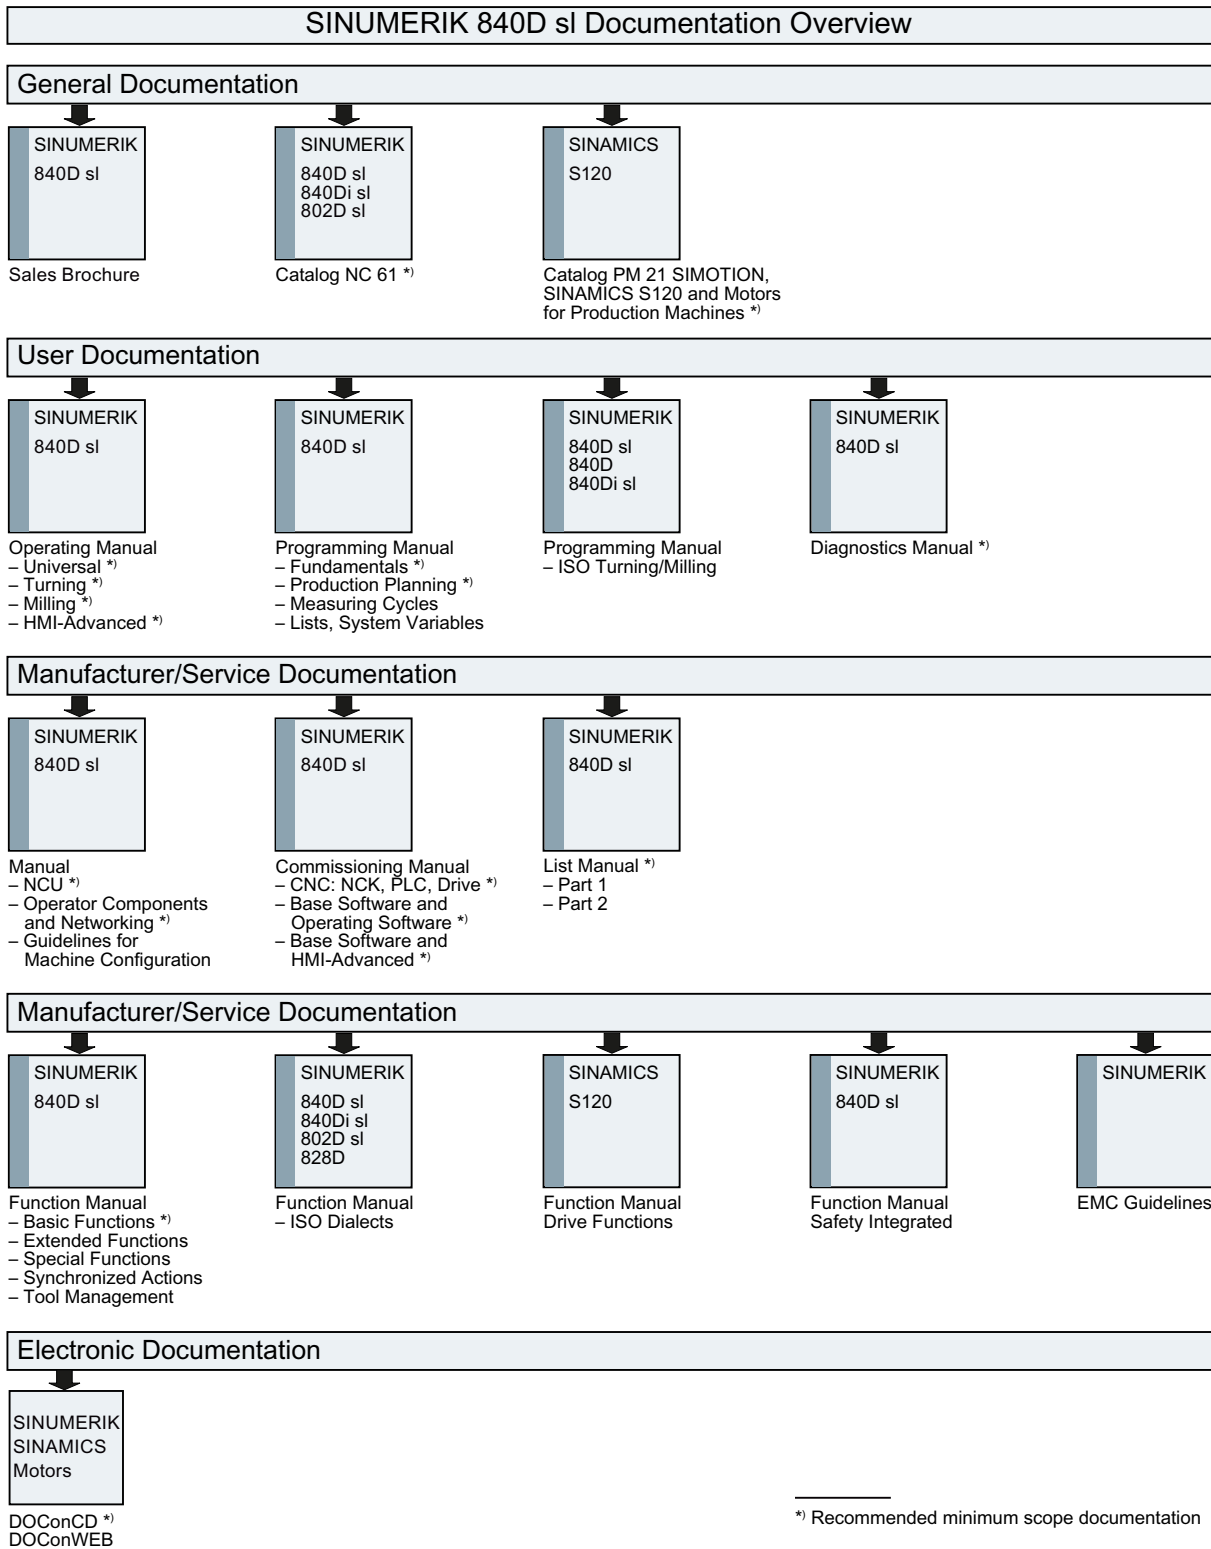 SINUMERIK 840D sl Documentation Overview
General Documentation
SINUMERIK
840D sl
Sales Brochure
SINUMERIK
840D sl
840Di sl
802D sl
Catalog NC 61 *)
SINAMICS
S120
Catalog PM 21 SIMOTION,
SINAMICS S120 and Motors
for Production Machines *)
User Documentation
SINUMERIK
840D sl
Operating Manual
– Universal *)
– Turning *)
– Milling *)
– HMI-Advanced *)
SINUMERIK
840D sl
Programming Manual
– Fundamentals *)
– Production Planning *)
– Measuring Cycles
– Lists, System Variables
SINUMERIK
840D sl
840D
840Di sl
Programming Manual
– ISO Turning/Milling
SINUMERIK
840D sl
Diagnostics Manual *)
Manufacturer/Service Documentation
SINUMERIK
840D sl
Manual
– NCU *)
– Operator Components
and Networking *)
– Guidelines for
Machine Configuration
SINUMERIK
840D sl
Commissioning Manual
– CNC: NCK, PLC, Drive *)
– Base Software and
Operating Software *)
– Base Software and
HMI-Advanced *)
SINUMERIK
840D sl
List Manual *)
– Part 1
– Part 2
Manufacturer/Service Documentation
SINUMERIK
840D sl
Function Manual
– Basic Functions *)
– Extended Functions
– Special Functions
– Synchronized Actions
– Tool Management
SINUMERIK
840D sl
840Di sl
802D sl
828D
Function Manual
– ISO Dialects
SINAMICS
S120
Function Manual
Drive Functions
SINUMERIK
840D sl
Function Manual
Safety Integrated
SINUMERIK
EMC Guidelines
Electronic Documentation
SINUMERIK
SINAMICS
Motors
DOConCD *)
DOConWEB
*) Recommended minimum scope documentation